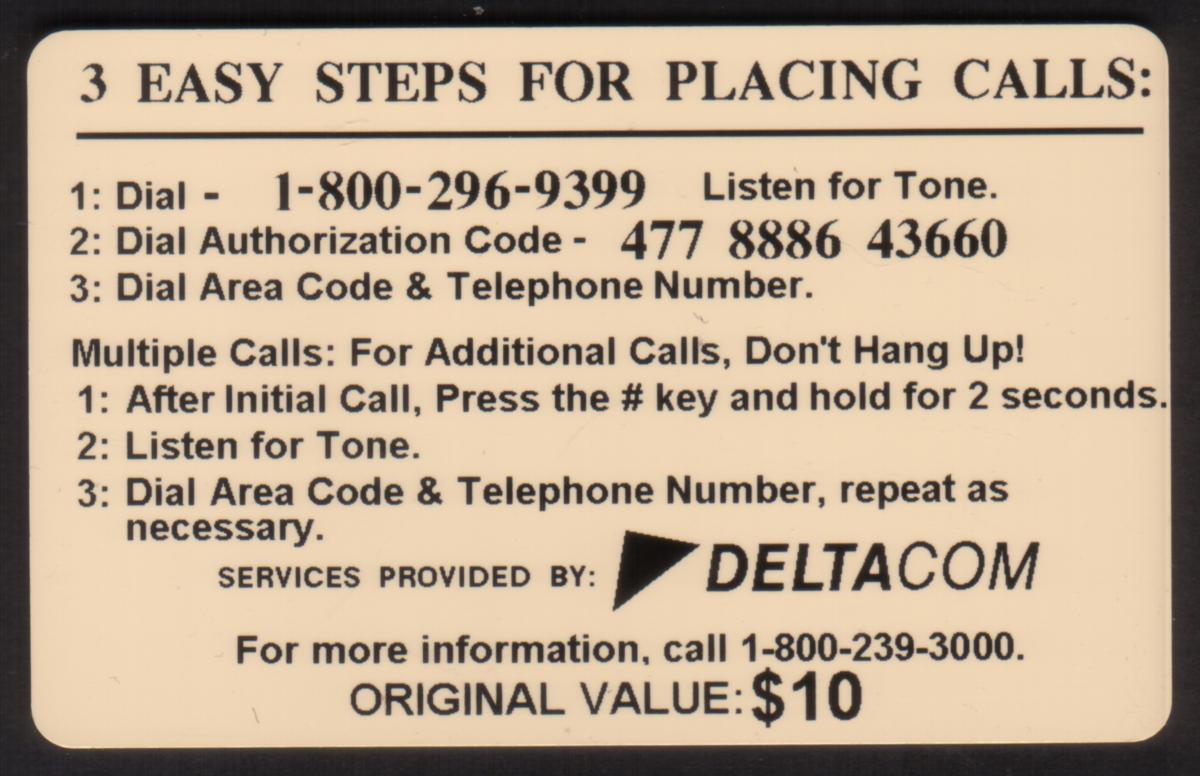 3 EASY STEPS FOR PLACING CALLS:
1: Dial - 1-800-296-9399 Listen for Tone.
2: Dial Authorization Code - 477 8886 43660
3: Dial Area Code & Telephone Number.
Multiple Calls: For Additional Calls, Don't Hang Up!
1: After Initial Call, Press the # key and hold for 2 seconds.
2: Listen for Tone.
3: Dial Area Code & Telephone Number, repeat as
necessary.
SERVICES PROVIDED BY: DELTACOM
For more information, call 1-800-239-3000.
ORIGINAL VALUE: $10